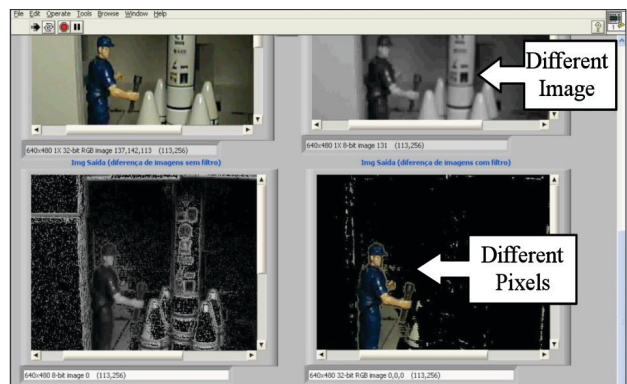 File Edit Operate Tools Browse Window Help
Different
Image
640x480 1X 32-bit RGB image 137,142,113 (113,256)
640x480 1X 8-bit image 131 (113,256)
Img Saída (diferença de imagens sem filtro)
Img Saída (diferença de imagens com filtro)
Different
Pixels
640x480 8-bit image 0 (113,256)
640x480 32-bit RGB image 0,0,0 (113,256)